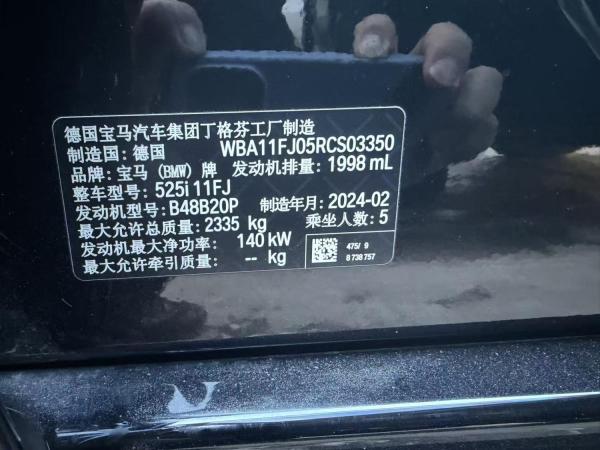 德国宝马汽车集团丁格芬工厂制造
制造国：德国 WBA11FJ05RCS03350
品牌：宝马（BMW）牌 发动机排量：1998 mL
整车型号：525i 11FJ
发动机型号：B48B20P 制造年月：2024-02
最大允许总质量：2335 kg 乘坐人数：5
发动机最大净功率：140 kW
最大允许牵引质量：-- kg
475/ 9
8 738 757